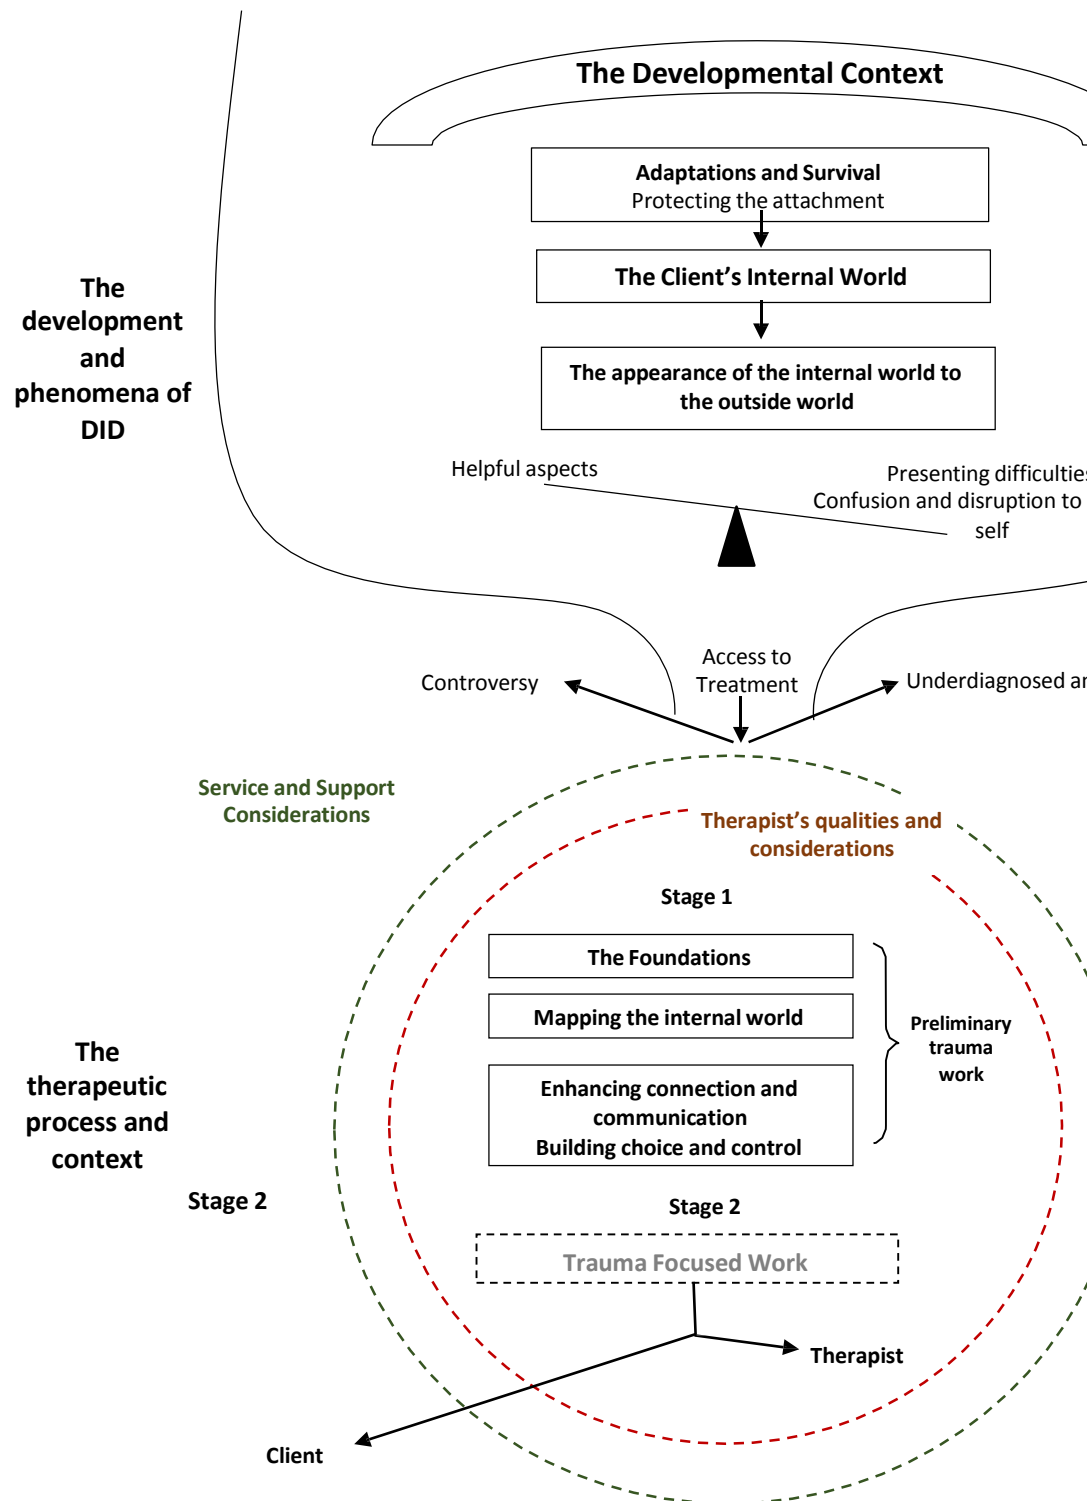 The Developmental Context
Adaptations and Survival
Protecting the attachment
The Client's Internal World
The appearance of the internal world to
the outside world
The
development
and
phenomena of
DID
Helpful aspects
Presenting difficulties
Confusion and disruption to
self
Access to
Treatment
Controversy
Underdiagnosed
Service and Support
Considerations
Therapist's qualities and
considerations
Stage 1
The Foundations
Mapping the internal world
Enhancing connection and
communication
Building choice and control
Preliminary
trauma
work
The
therapeutic
process and
context
Stage 2
Stage 2
Trauma Focused Work
Therapist
Client